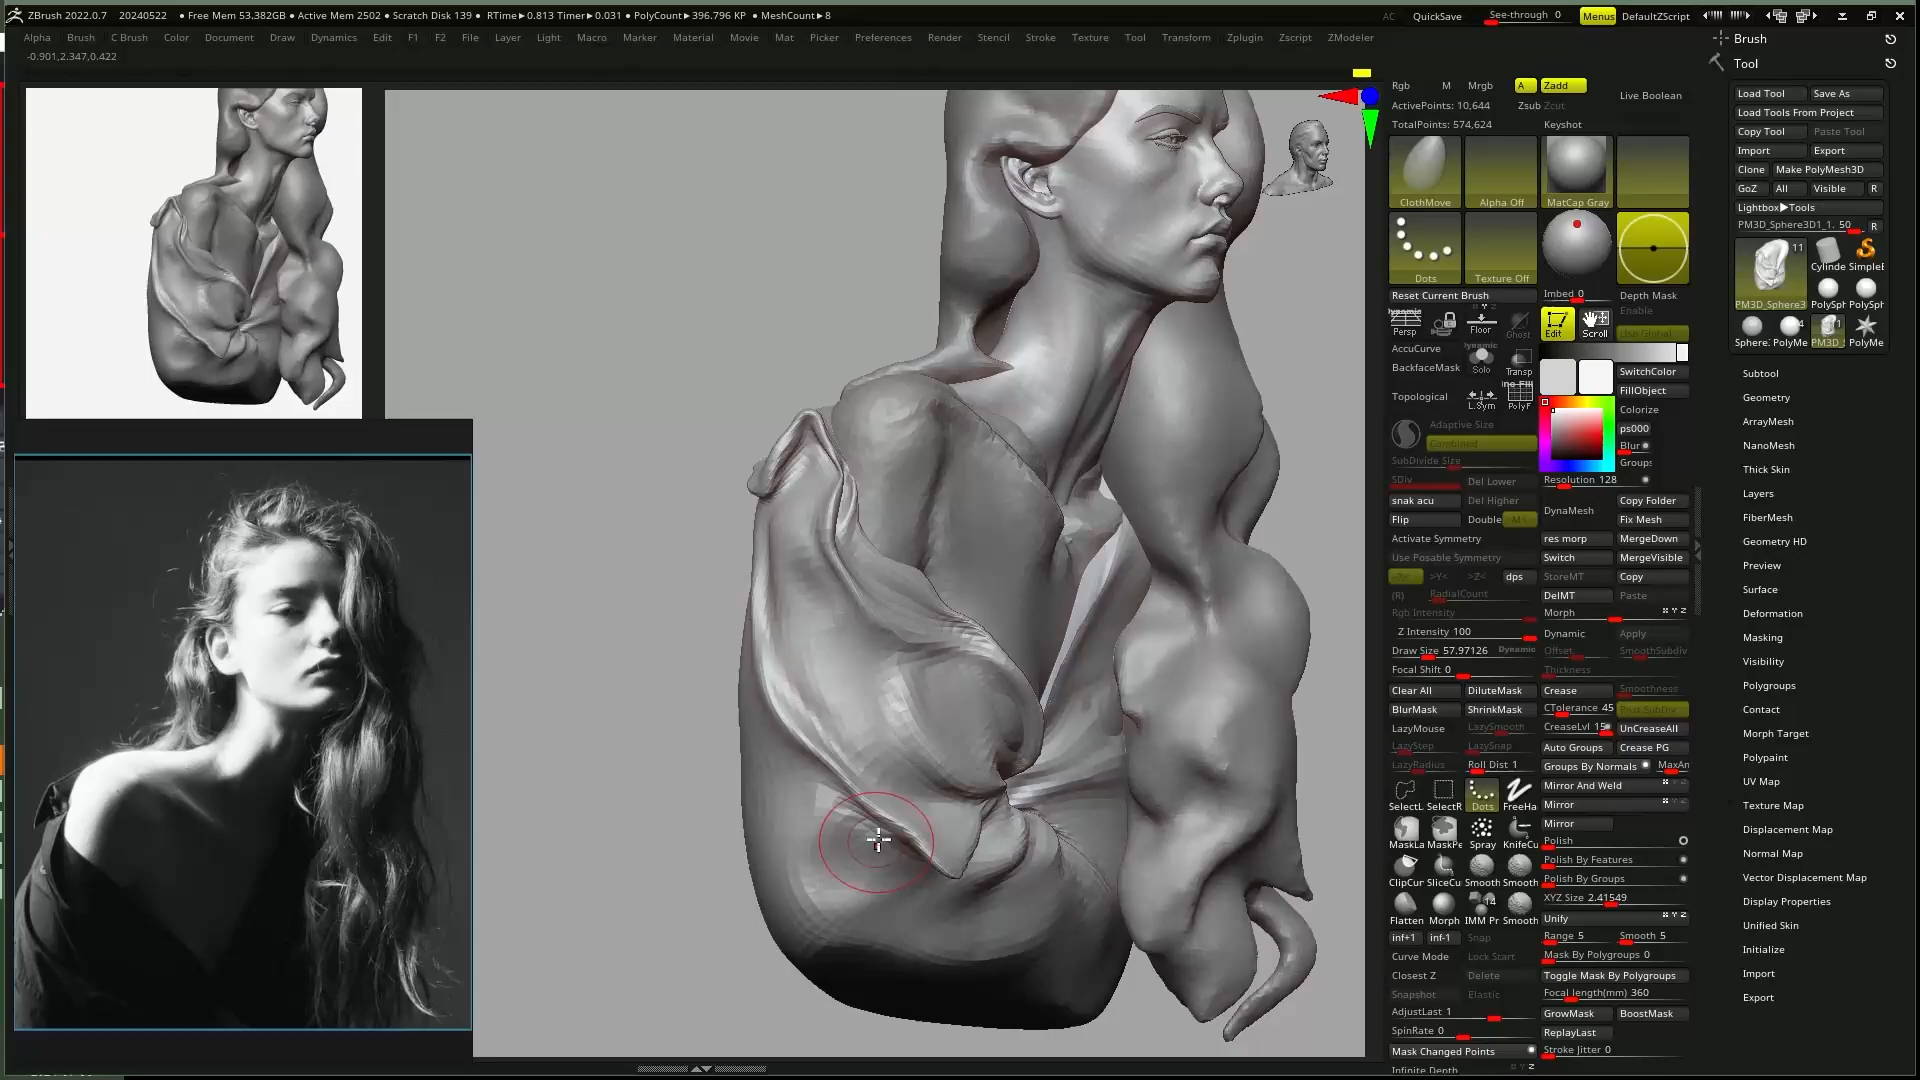 ZBrush 2022.0.7 20240522 • Free Mem 53.382GB • Active Mem 2502 • Scratch Disk 139 • RTime►0.813 Timer►0.031 • PolyCount►396.796 KP • MeshCount►8 AC QuickSave See-through 0 Menus DefaultZScript
Alpha Brush C Brush Color Document Draw Dynamics Edit F1 F2 File Layer Light Macro Marker Material Movie Mat Picker Preferences Render Stencil Stroke Texture Tool Transform Zplugin Zscript ZModeler
-0.901,2.347,0.422
Rgb M Mrgb A Zadd Live Boolean
ActivePoints: 10,644 Zsub Zcut
TotalPoints: 574,624 Keyshot
ClothMove Alpha Off MatCap Gray
Dots Texture Off
Reset Current Brush Imbed 0 Depth Mask
Dynamic Enable
Persp Floor Ghost Edit Scroll Use Global
AccuCurve Dynamic
BackfaceMask Solo Transp SwitchColor
FillObject
Topological L.Sym PolyF Colorize
Adaptive Size ps000
Combined Blur
SubDivide Size Groups
SDiv Del Lower Resolution 128
snak acu Del Higher Copy Folder
DynaMesh
Flip Double Fix Mesh
Activate Symmetry res morp MergeDown
Use Posable Symmetry Switch MergeVisible
>X< >Y< >Z< dps StoreMT Copy
(R) RadialCount DelMT Paste
Rgb Intensity Morph
Z Intensity 100 Dynamic Apply
Draw Size 57.97126 Dynamic Offset SmoothSubdiv
Focal Shift 0 Thickness
Clear All DiluteMask Crease Smoothness
BlurMask ShrinkMask CTolerance 45 Post SubDiv
LazyMouse LazySmooth CreaseLvl 15 UnCreaseAll
LazyStep LazySnap Auto Groups Crease PG
LazyRadius Roll Dist 1 Groups By Normals MaxAn
Mirror And Weld
SelectL SelectR Dots FreeHa Mirror
Mirror
MaskLa MaskPe Spray KnifeCu Polish
Polish By Features
ClipCur SliceCu Smooth Smooth Polish By Groups
XYZ Size 2.41549
14
Flatten Morph IMM Pr Smooth Unify
inf+1 inf-1 Snap Range 5 Smooth 5
Curve Mode Lock Start Mask By Polygroups 0
Closest Z Delete Toggle Mask By Polygroups
Snapshot Elastic Focal length(mm) 360
AdjustLast 1 GrowMask BoostMask
SpinRate 0 ReplayLast
Mask Changed Points Stroke Jitter 0
Infinite Depth
Brush
Tool
Load Tool Save As
Load Tools From Project
Copy Tool Paste Tool
Import Export
Clone Make PolyMesh3D
GoZ All Visible R
Lightbox►Tools
PM3D_Sphere3D1_1. 50 R
11
Cylinde SimpleE
PM3D_Sphere3 PolySpł PolySpł
Sphere: PolyMe PM3D_S PolyMe
Subtool
Geometry
ArrayMesh
NanoMesh
Thick Skin
Layers
FiberMesh
Geometry HD
Preview
Surface
Deformation
Masking
Visibility
Polygroups
Contact
Morph Target
Polypaint
UV Map
Texture Map
Displacement Map
Normal Map
Vector Displacement Map
Display Properties
Unified Skin
Initialize
Import
Export